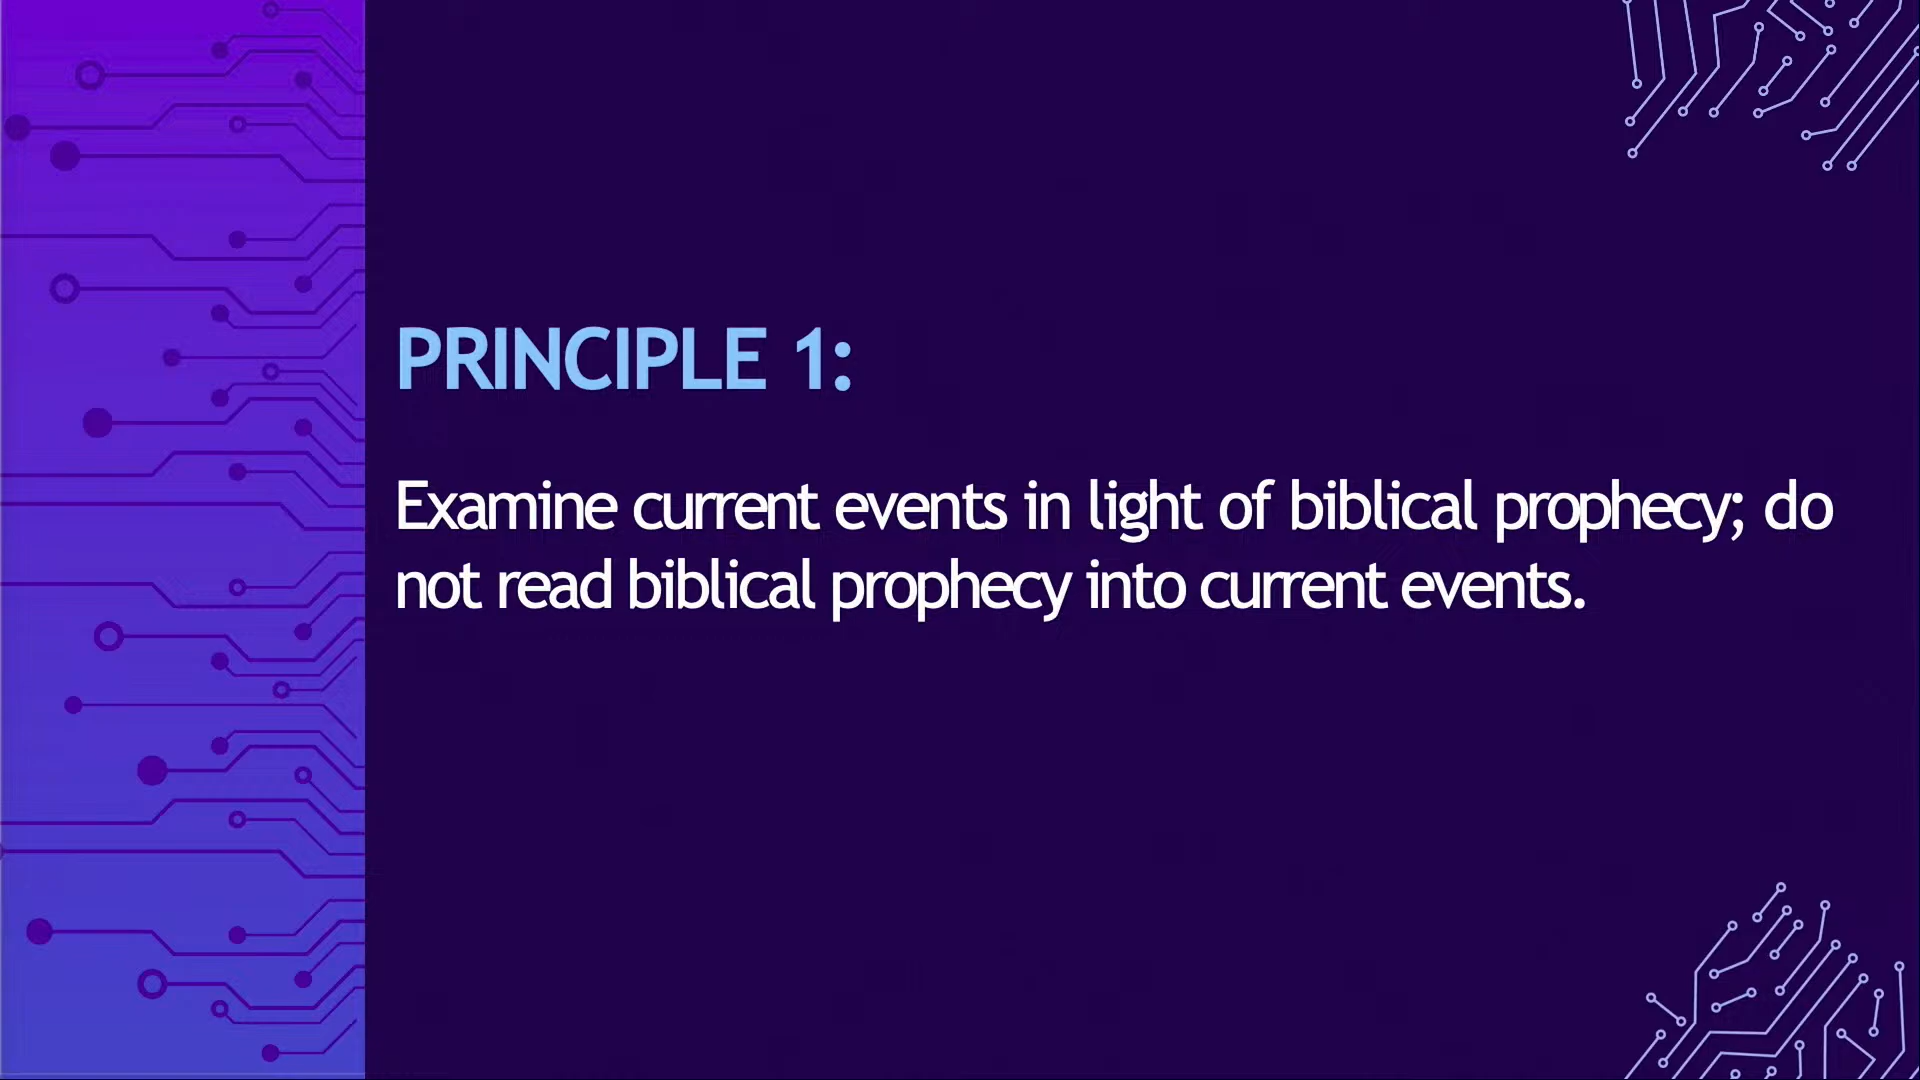 PRINCIPLE 1:
Examine current events in light of biblical prophecy; do
not read biblical prophecy into current events.